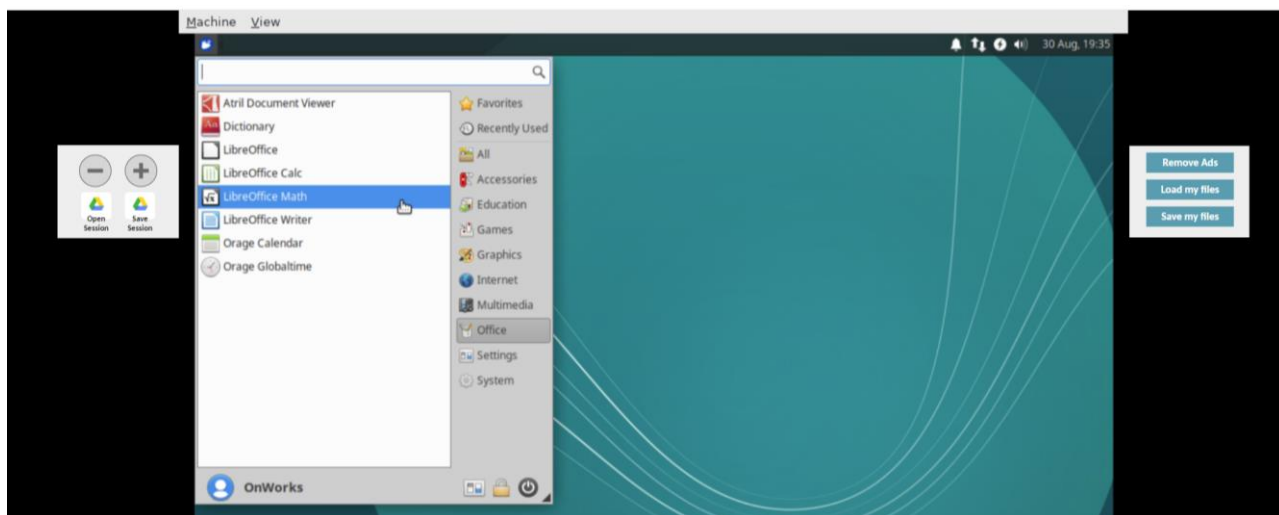 Machine View
30 Aug, 19:35
Atril Document Viewer
Dictionary
LibreOffice
LibreOffice Calc
LibreOffice Math
LibreOffice Writer
Orage Calendar
Orage Globaltime
Favorites
Recently Used
All
Accessories
Education
Games
Graphics
Internet
Multimedia
Office
Settings
System
OnWorks
Open
Session
Save
Session
Remove Ads
Load my files
Save my files